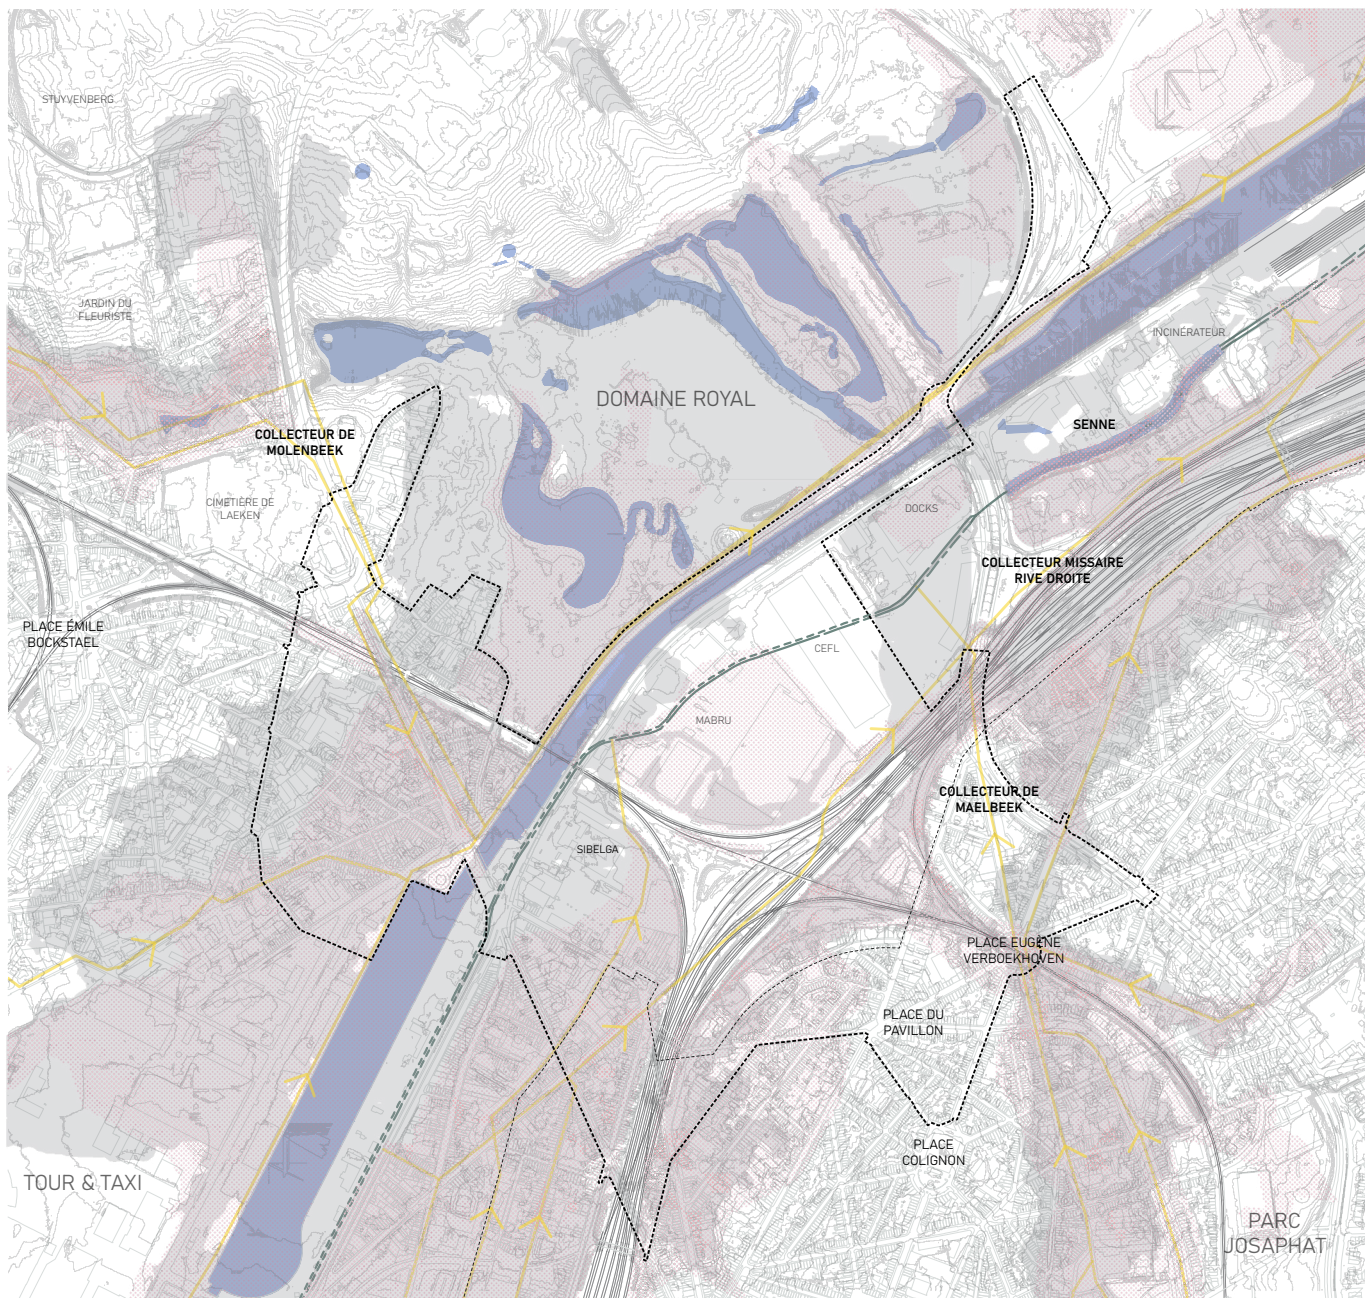 STUYVENBERG
JARDIN DU
FLEURISTE
INCINÉRATEUR
DOMAINE ROYAL
COLLECTEUR DE
MOLENBEEK
SENNE
CIMETIÈRE DE
LAEKEN
DOCKS
COLLECTEUR MISSAIRE
RIVE DROITE
PLACE ÉMILE
BOCKSTAEL
CEFL
MABRU
COLLECTEUR DE
MAELBEEK
SIBELGA
PLACE EUGÈNE
VERBOEKHOVEN
PLACE DU
PAVILLON
PLACE
COLIGNON
TOUR & TAXI
PARC
JOSAPHAT